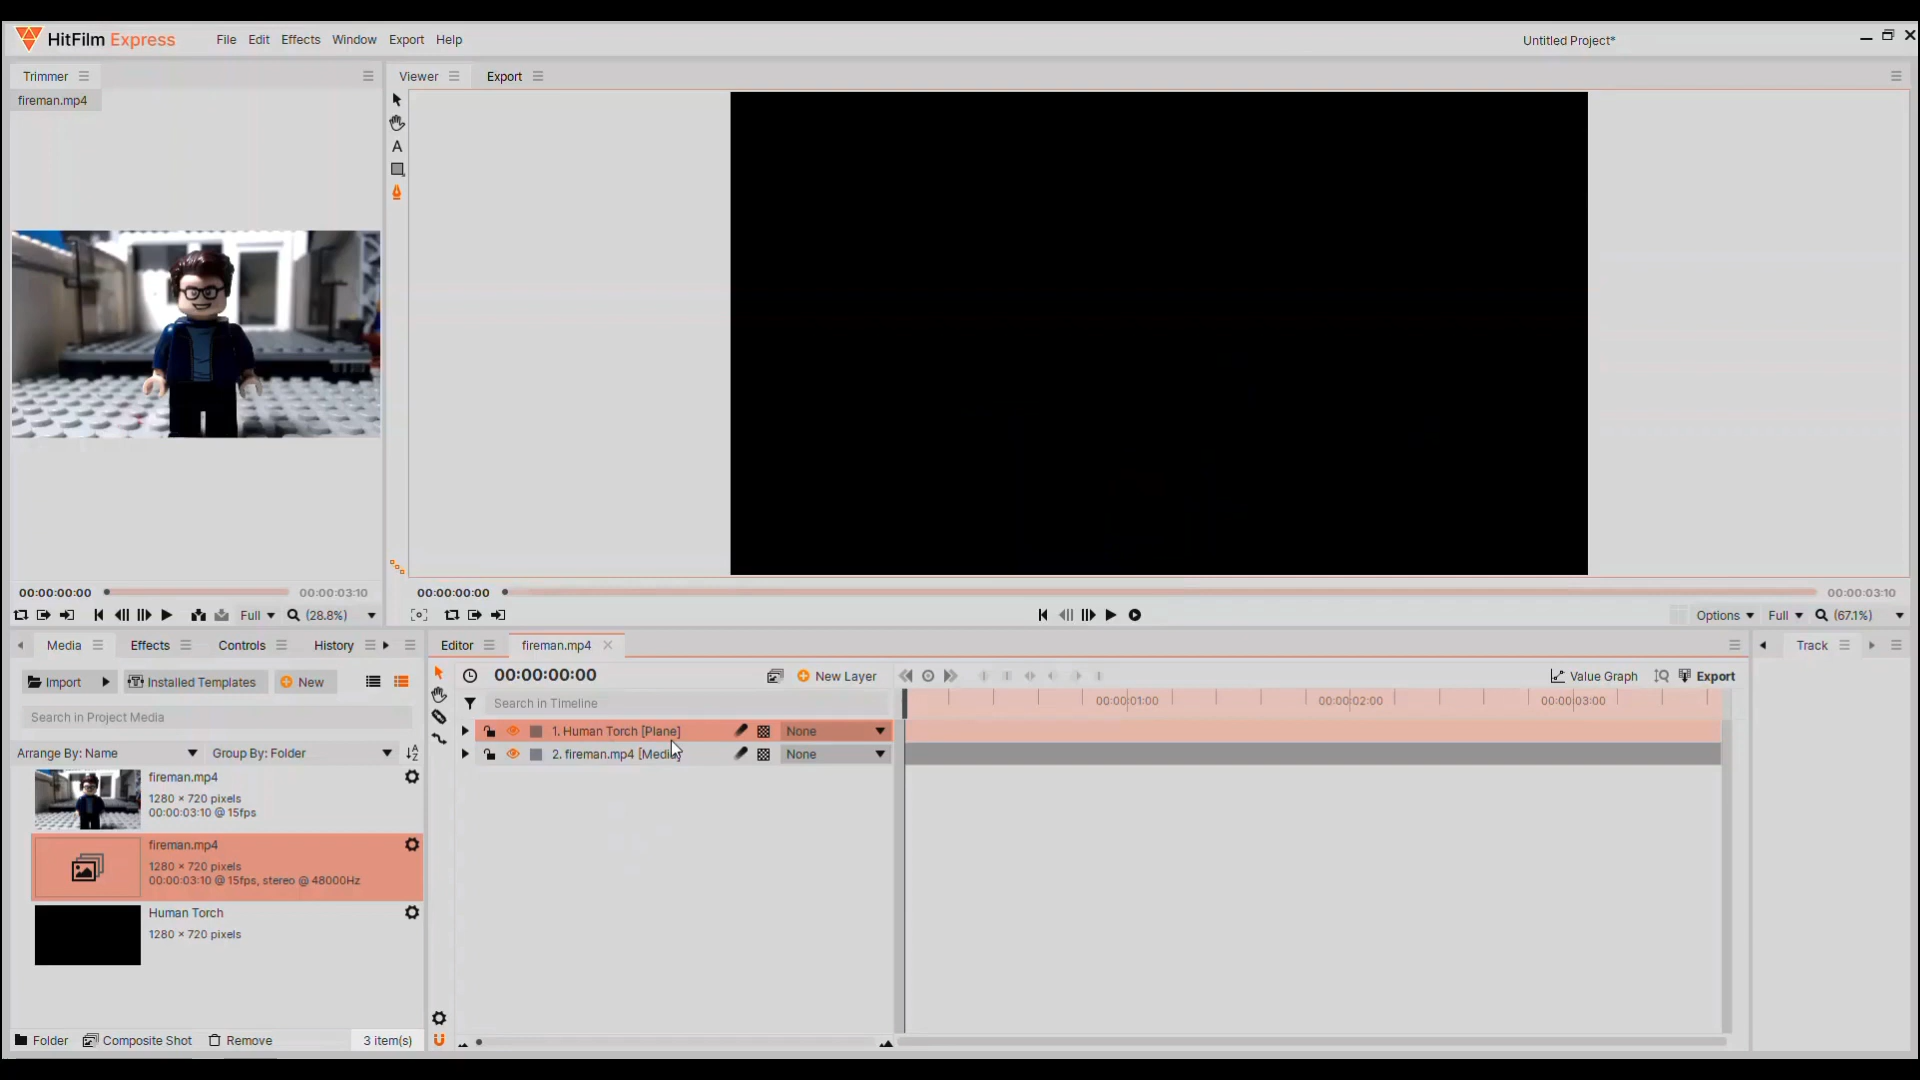 HitFilm Express
File Edit Effects Window Export Help
Untitled Project*
Trimmer
Viewer
Export
fireman.mp4
A
00:00:00:00
00:00:03:10
00:00:00:00
00:00:03:10
Full
(28.8%)
Options
Full
(67.1%)
Media
Effects
Controls
History
Editor
fireman.mp4
Track
Import
Installed Templates
New
00:00:00:00
New Layer
Value Graph
Export
Search in Project Media
Search in Timeline
00:00:01:00
00:00:02:00
00:00:03:00
1. Human Torch [Plane]
None
2. fireman.mp4 [Media]
None
Arrange By: Name
Group By: Folder
fireman.mp4
1280 × 720 pixels
00:00:03:10 @ 15fps
fireman.mp4
1280 × 720 pixels
00:00:03:10 @ 15fps, stereo @ 48000Hz
Human Torch
1280 × 720 pixels
Folder
Composite Shot
Remove
3 item(s)